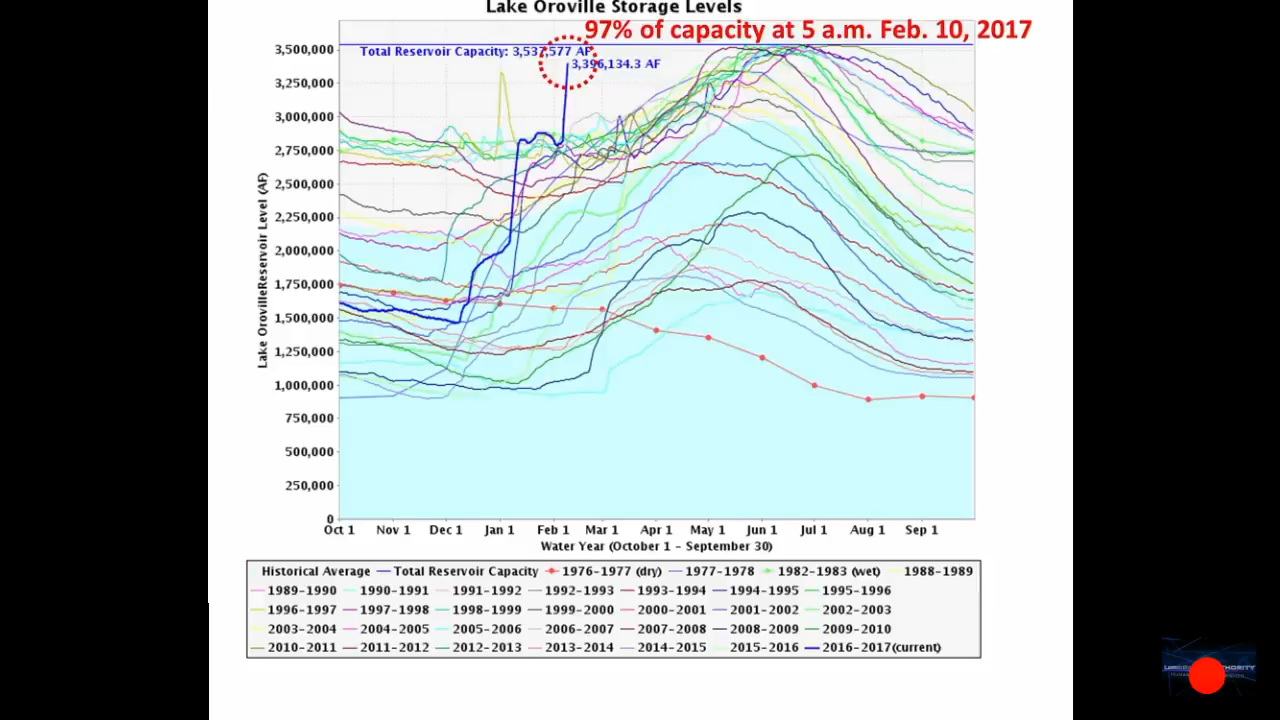 Lake Oroville Storage Levels
97% of capacity at 5 a.m. Feb. 10, 2017
Total Reservoir Capacity: 3,537,577 AF
3,396,134.3 AF
Lake OrovilleReservoir Level (AF)
3,500,000
3,250,000
3,000,000
2,750,000
2,500,000
2,250,000
2,000,000
1,750,000
1,500,000
1,250,000
1,000,000
750,000
500,000
250,000
0
Oct 1 Nov 1 Dec 1 Jan 1 Feb 1 Mar 1 Apr 1 May 1 Jun 1 Jul 1 Aug 1 Sep 1
Water Year (October 1 - September 30)
Historical Average Total Reservoir Capacity 1976-1977 (dry) 1977-1978 1982-1983 (wet) 1988-1989
1989-1990 1990-1991 1991-1992 1992-1993 1993-1994 1994-1995 1995-1996
1996-1997 1997-1998 1998-1999 1999-2000 2000-2001 2001-2002 2002-2003
2003-2004 2004-2005 2005-2006 2006-2007 2007-2008 2008-2009 2009-2010
2010-2011 2011-2012 2012-2013 2013-2014 2014-2015 2015-2016 2016-2017(current)